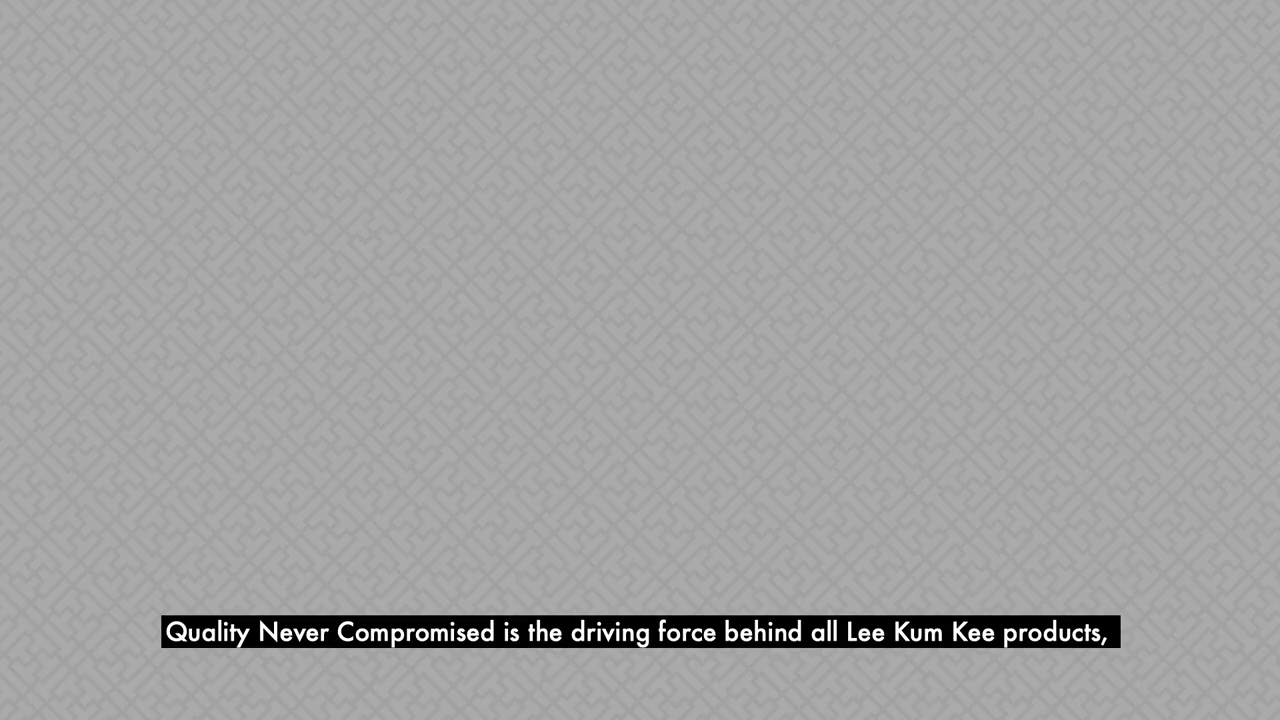 Quality Never Compromised is the driving force behind all Lee Kum Kee products,